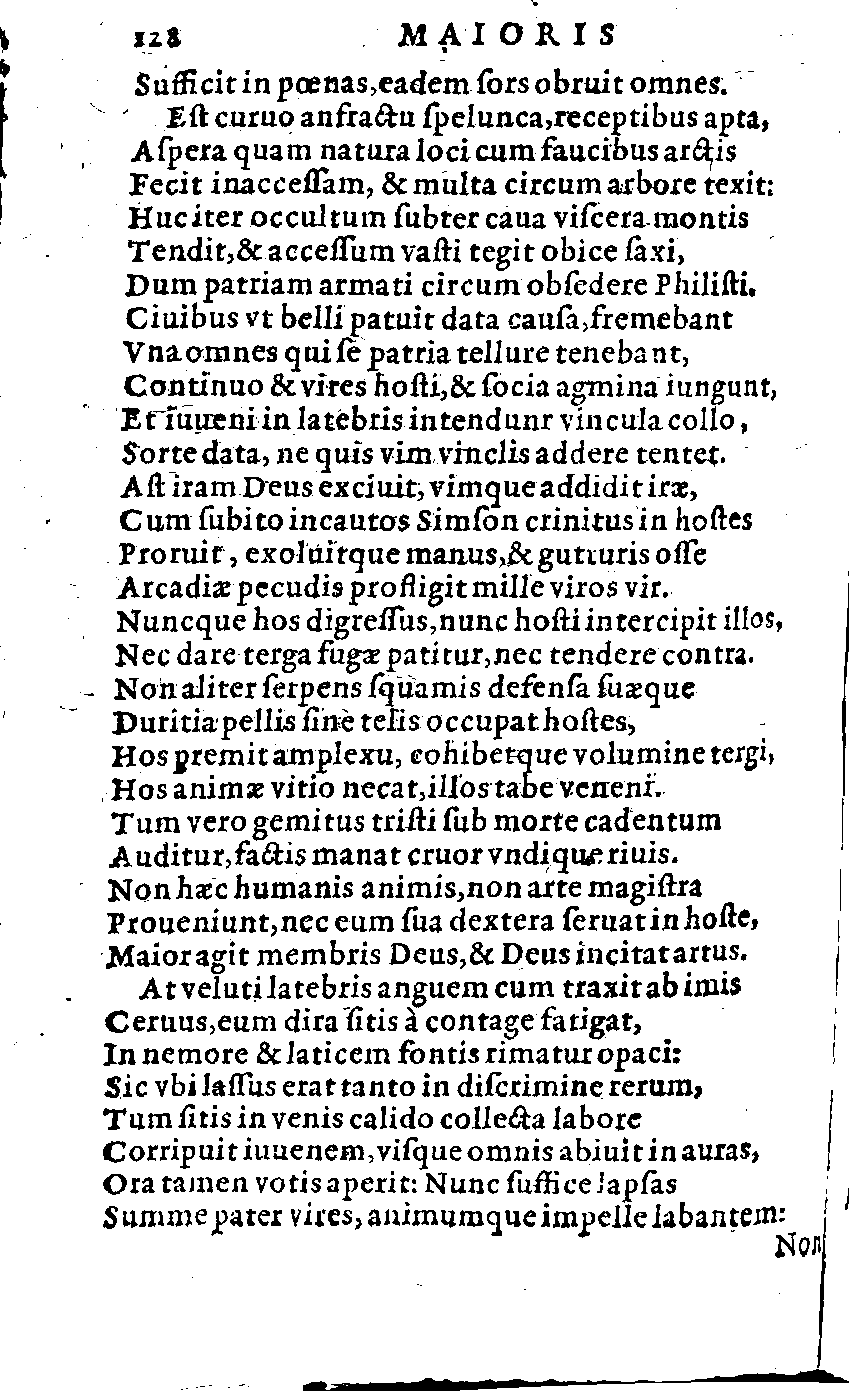 128 MAIORIS
Sufficit in pœnas,eadem ſors obruit omnes.
Eſt curuo anfractu ſpelunca,receptibus apta,
Aſpera quam natura loci cum faucibus arctis
Fecit inacceſſam, & multa circum arbore texit:
Huc iter occultum ſubter caua viſcera montis
Tendit,& acceſſum vaſti tegit obice ſaxi,
Dum patriam armati circum obſedere Philiſti.
Ciuibus vt belli patuit data cauſa,fremebant
Vna omnes qui ſe patria tellure tenebant,
Continuo & vires hoſti,& ſocia agmina iungunt,
Et iuueni in latebris intendunr vincula collo,
Sorte data, ne quis vim vinclis addere tentet.
Aſt iram Deus exciuit, vimque addidit iræ,
Cum ſubito incautos Simſon crinitus in hoſtes
Proruit, exoluitque manus,& gutturis oſſe
Arcadiæ pecudis profligit mille viros vir.
Nuncque hos digreſſus,nunc hoſti intercipit illos,
Nec dare terga fugæ patitur,nec tendere contra.
Non aliter ſerpens ſquamis defenſa ſuæque
Duritia pellis ſine telis occupat hoſtes,
Hos premit amplexu, cohibetque volumine tergi,
Hos animæ vitio necat,illos tabe veneni.
Tum vero gemitus triſti ſub morte cadentum
Auditur,factis manat cruor vndique riuis.
Non hæc humanis animis,non arte magiſtra
Proueniunt,nec eum ſua dextera ſeruat in hoſte,
Maior agit membris Deus,& Deus incitat artus.
At veluti latebris anguem cum traxit ab imis
Ceruus,eum dira ſitis à contage fatigat,
In nemore & laticem fontis rimatur opaci:
Sic vbi laſſus erat tanto in diſcrimine rerum,
Tum ſitis in venis calido collecta labore
Corripuit iuuenem,viſque omnis abiuit in auras,
Ora tamen votis aperit: Nunc ſuffice lapſas
Summe pater vires, animumque impelle labantem:
Non